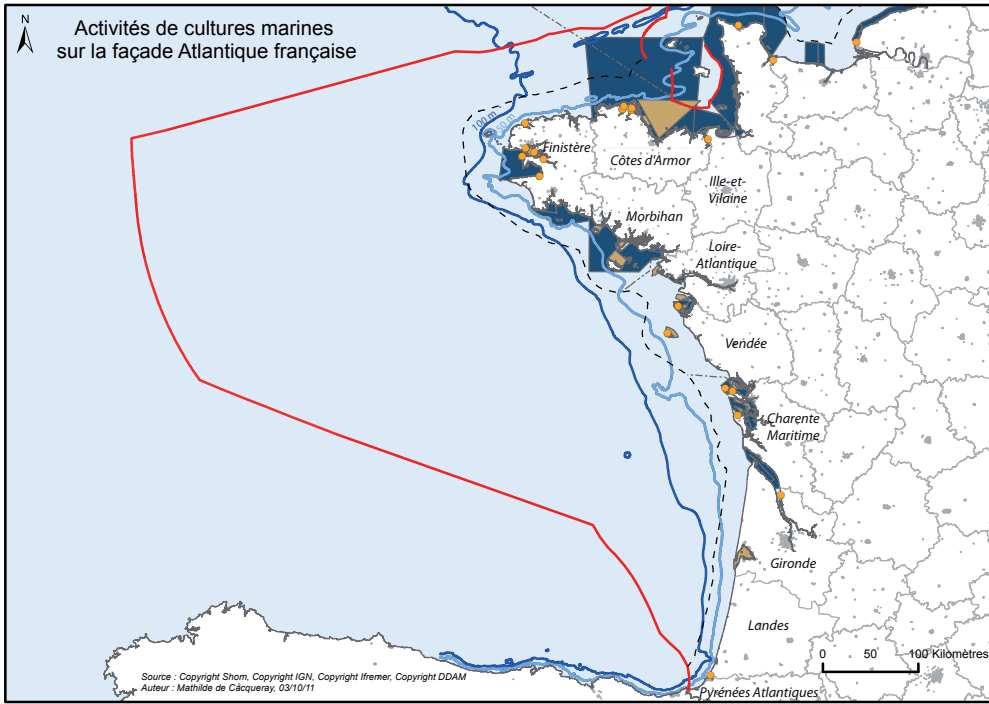 N
Activités de cultures marines
sur la façade Atlantique française
100 m
50 m
Finistère
Côtes d'Armor
Ille-et-
Vilaine
Morbihan
Loire-
Atlantique
Vendée
Charente
Maritime
Gironde
Landes
0 50 100 Kilomètres
Pyrénées Atlantiques
Source : Copyright Shom, Copyright IGN, Copyright Ifremer, Copyright DDAM
Auteur : Mathilde de Cacqueray, 03/10/11